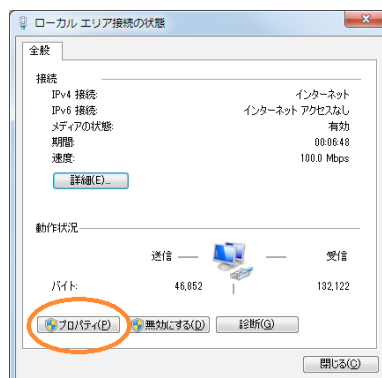 ローカル エリア接続の状態
全般
接続
IPv4 接続: インターネット
IPv6 接続: インターネット アクセスなし
メディアの状態: 有効
期間: 00:06:48
速度: 100.0 Mbps
詳細(E)...
動作状況
送信 受信
バイト: 46,852 132,122
プロパティ(P) 無効にする(D) 診断(G)
閉じる(C)